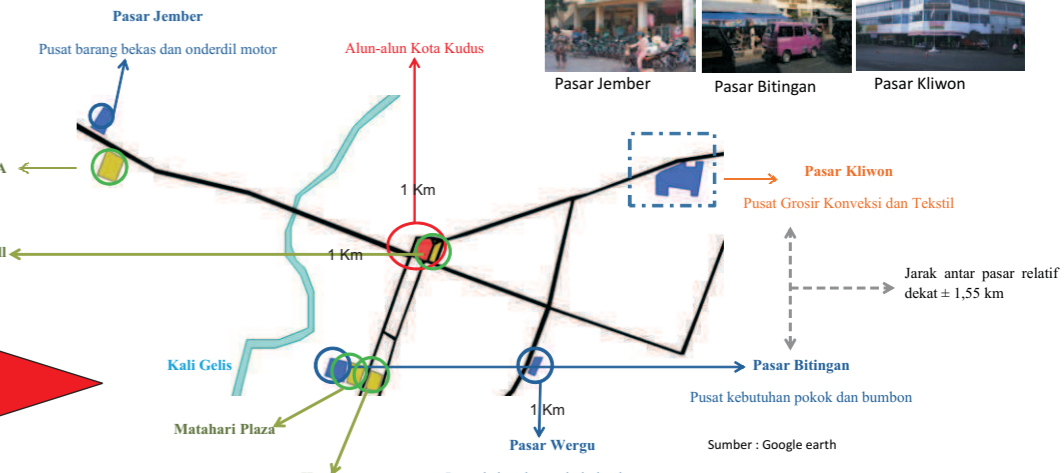 Pasar Jember
Pusat barang bekas dan onderdil motor
Alun-alun Kota Kudus
Pasar Jember
Pasar Bitingan
Pasar Kliwon
A
1 Km
Pasar Kliwon
Pusat Grosir Konveksi dan Tekstil
ll
1 Km
Jarak antar pasar relatif
dekat ± 1,55 km
Kali Gelis
Pasar Bitingan
Pusat kebutuhan pokok dan bumbon
1 Km
Matahari Plaza
Pasar Wergu
Sumber : Google earth